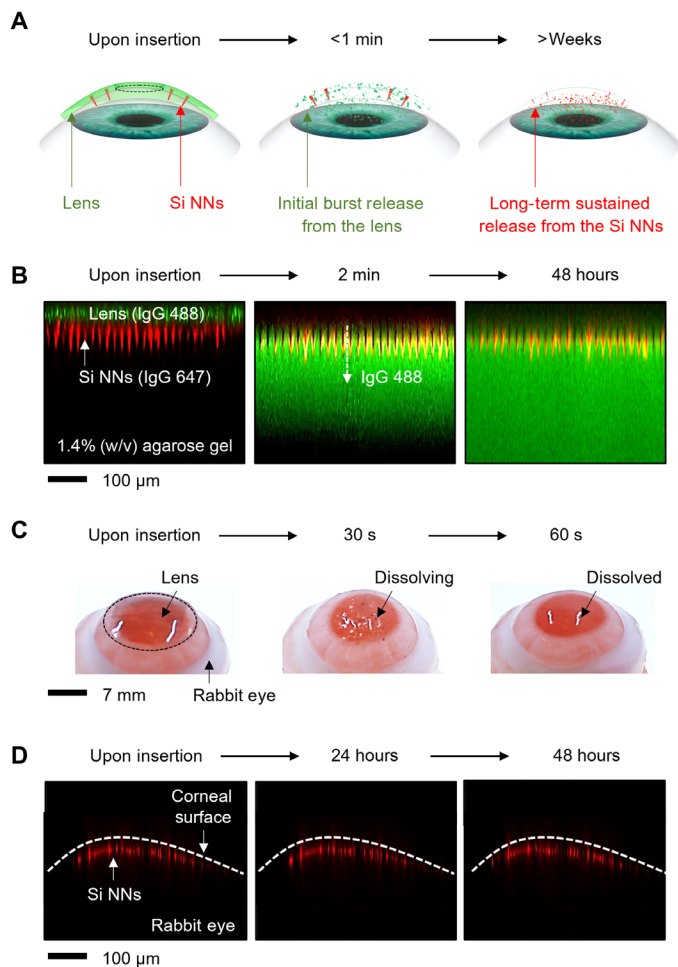 A
Upon insertion
<1 min
>Weeks
Lens
Si NNs
Initial burst release
from the lens
Long-term sustained
release from the Si NNs
B
Upon insertion
2 min
48 hours
Lens (IgG 488)
Si NNs (IgG 647)
IgG 488
1.4% (w/v) agarose gel
100 μm
C
Upon insertion
30 s
60 s
Lens
Dissolving
Dissolved
Rabbit eye
7 mm
D
Upon insertion
24 hours
48 hours
Corneal
surface
Si NNs
Rabbit eye
100 μm